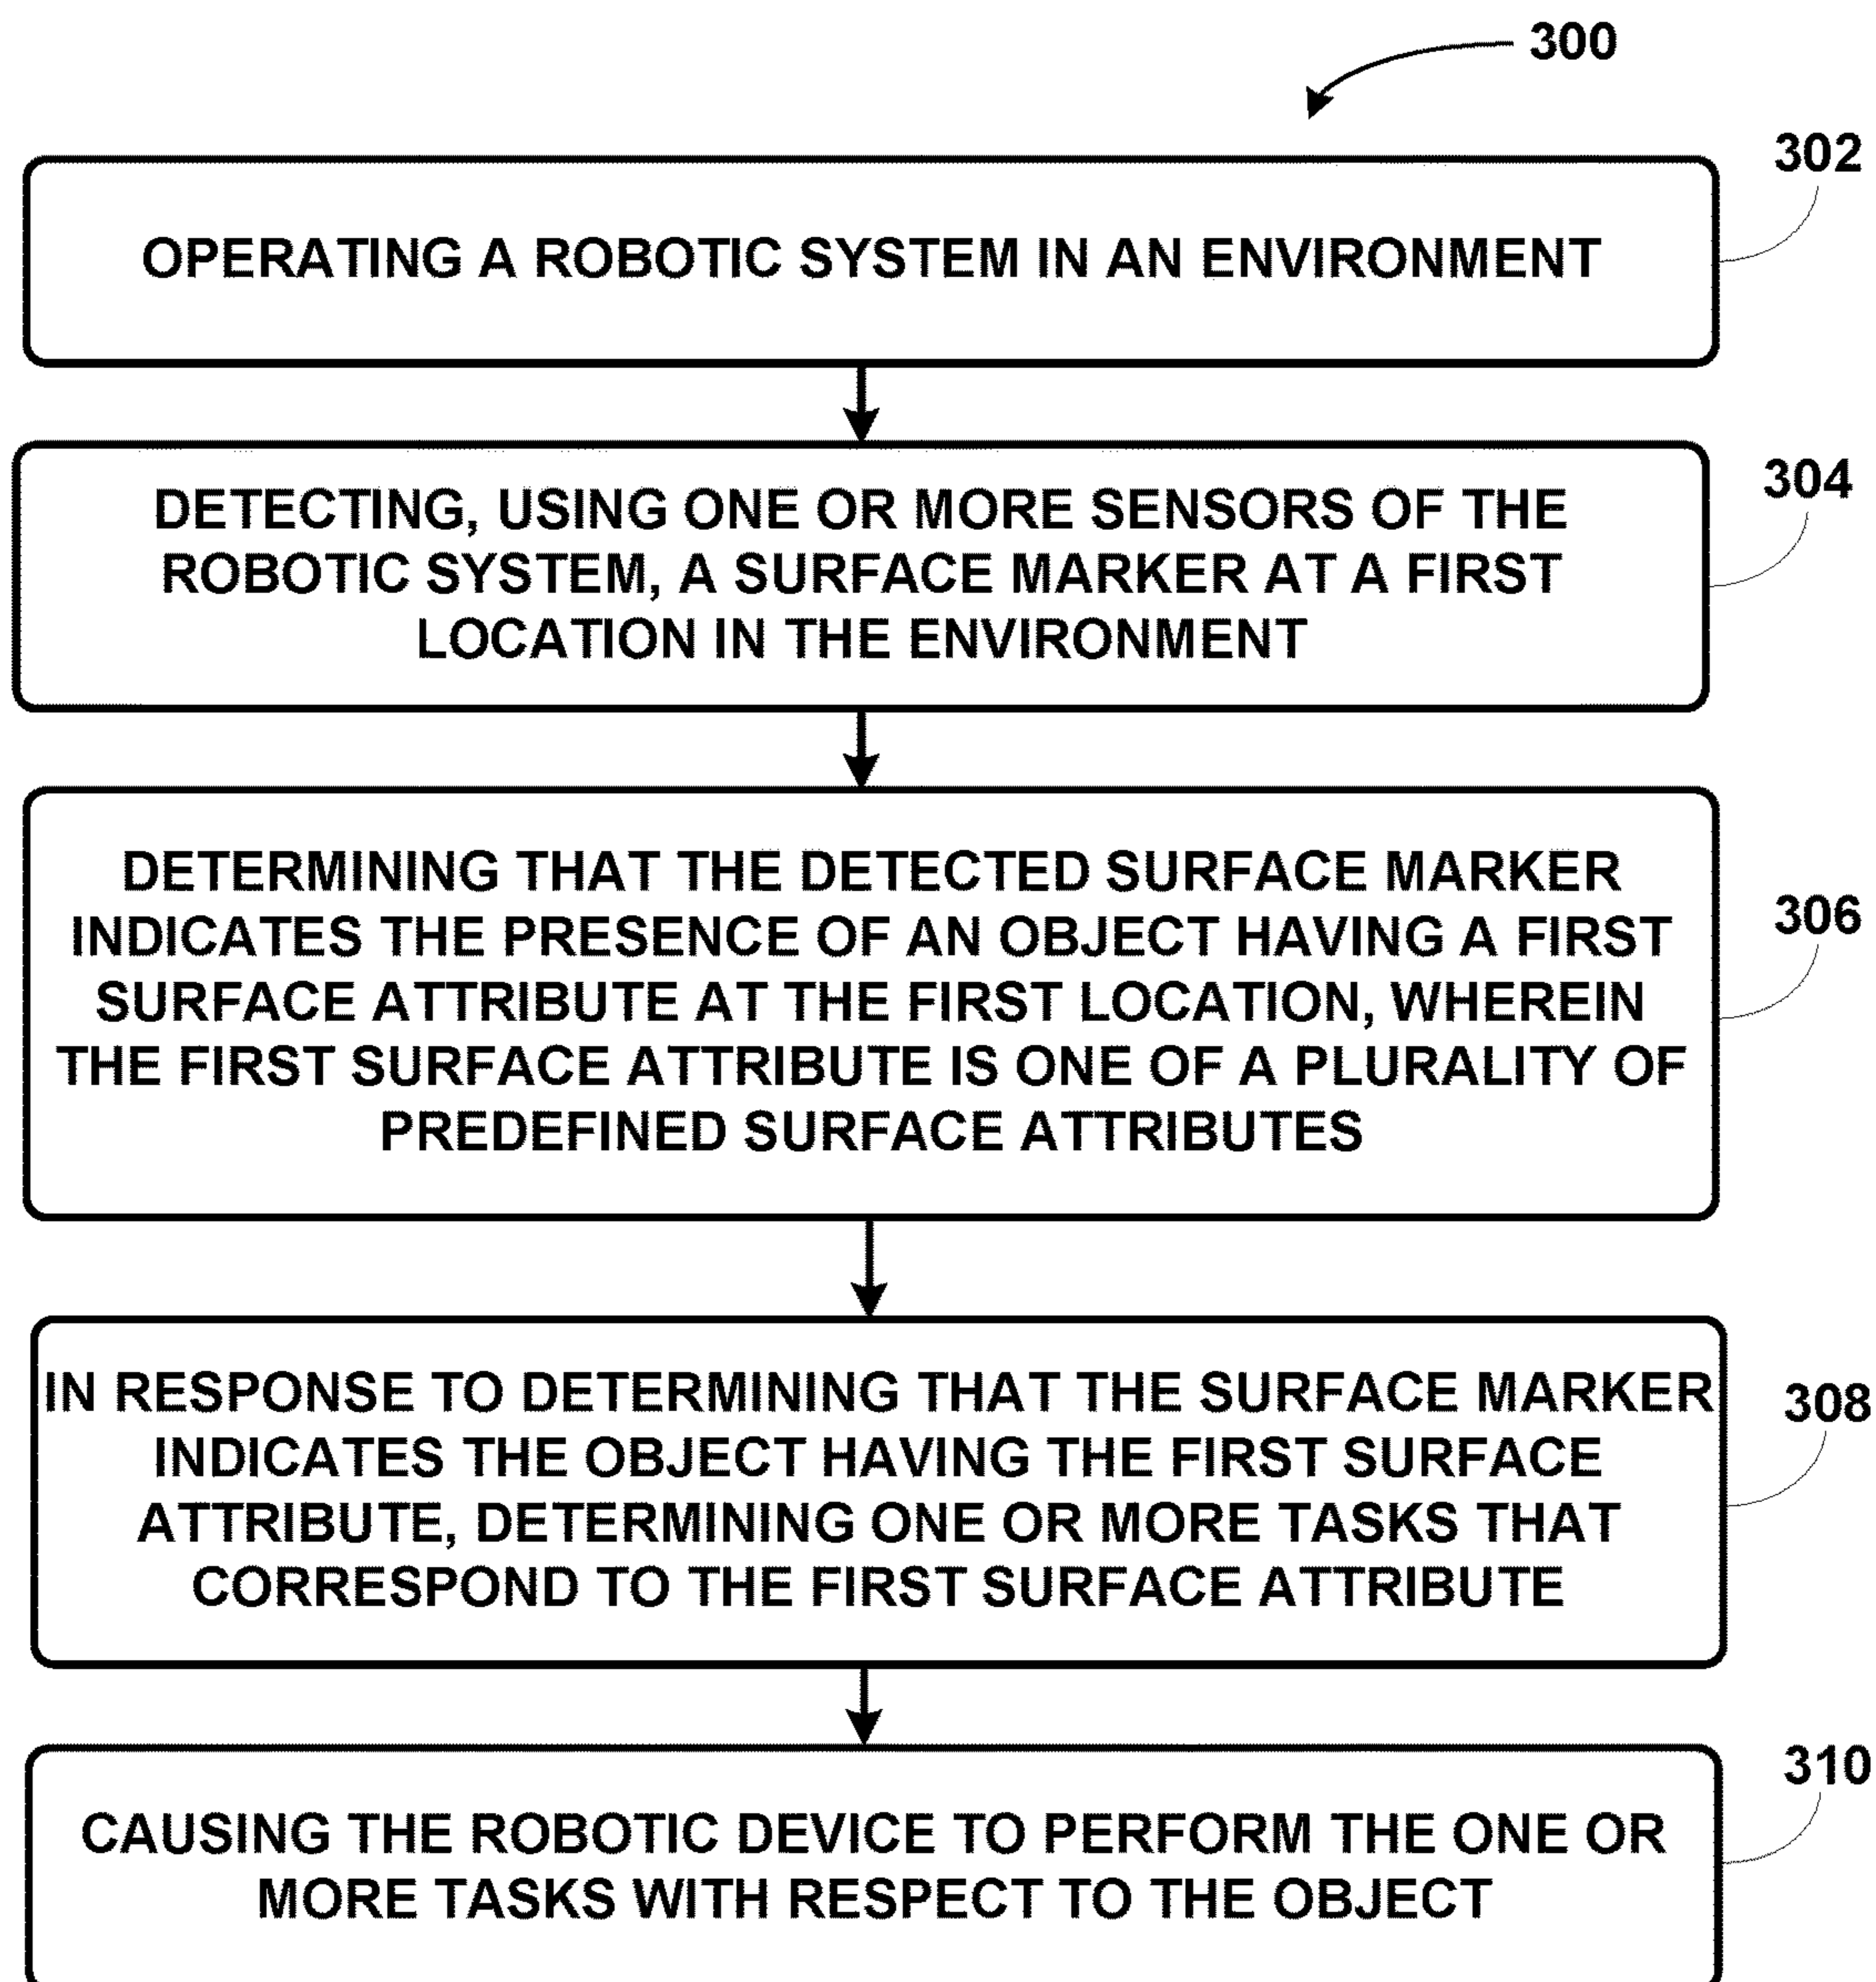 300
302
OPERATING A ROBOTIC SYSTEM IN AN ENVIRONMENT
304
DETECTING, USING ONE OR MORE SENSORS OF THE
ROBOTIC SYSTEM, A SURFACE MARKER AT A FIRST
LOCATION IN THE ENVIRONMENT
306
DETERMINING THAT THE DETECTED SURFACE MARKER
INDICATES THE PRESENCE OF AN OBJECT HAVING A FIRST
SURFACE ATTRIBUTE AT THE FIRST LOCATION, WHEREIN
THE FIRST SURFACE ATTRIBUTE IS ONE OF A PLURALITY OF
PREDEFINED SURFACE ATTRIBUTES
308
IN RESPONSE TO DETERMINING THAT THE SURFACE MARKER
INDICATES THE OBJECT HAVING THE FIRST SURFACE
ATTRIBUTE, DETERMINING ONE OR MORE TASKS THAT
CORRESPOND TO THE FIRST SURFACE ATTRIBUTE
310
CAUSING THE ROBOTIC DEVICE TO PERFORM THE ONE OR
MORE TASKS WITH RESPECT TO THE OBJECT